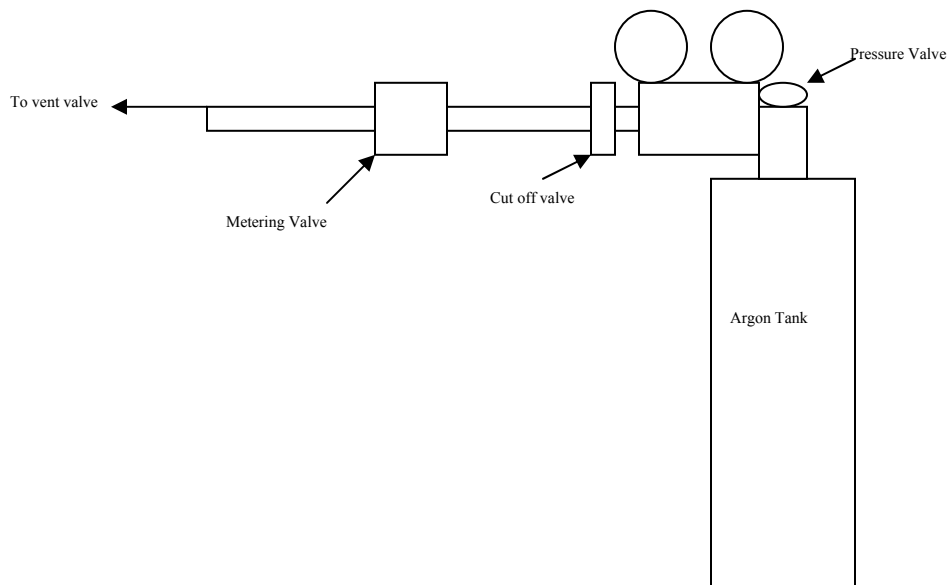 Pressure Valve
To vent valve
Cut off valve
Metering Valve
Argon Tank